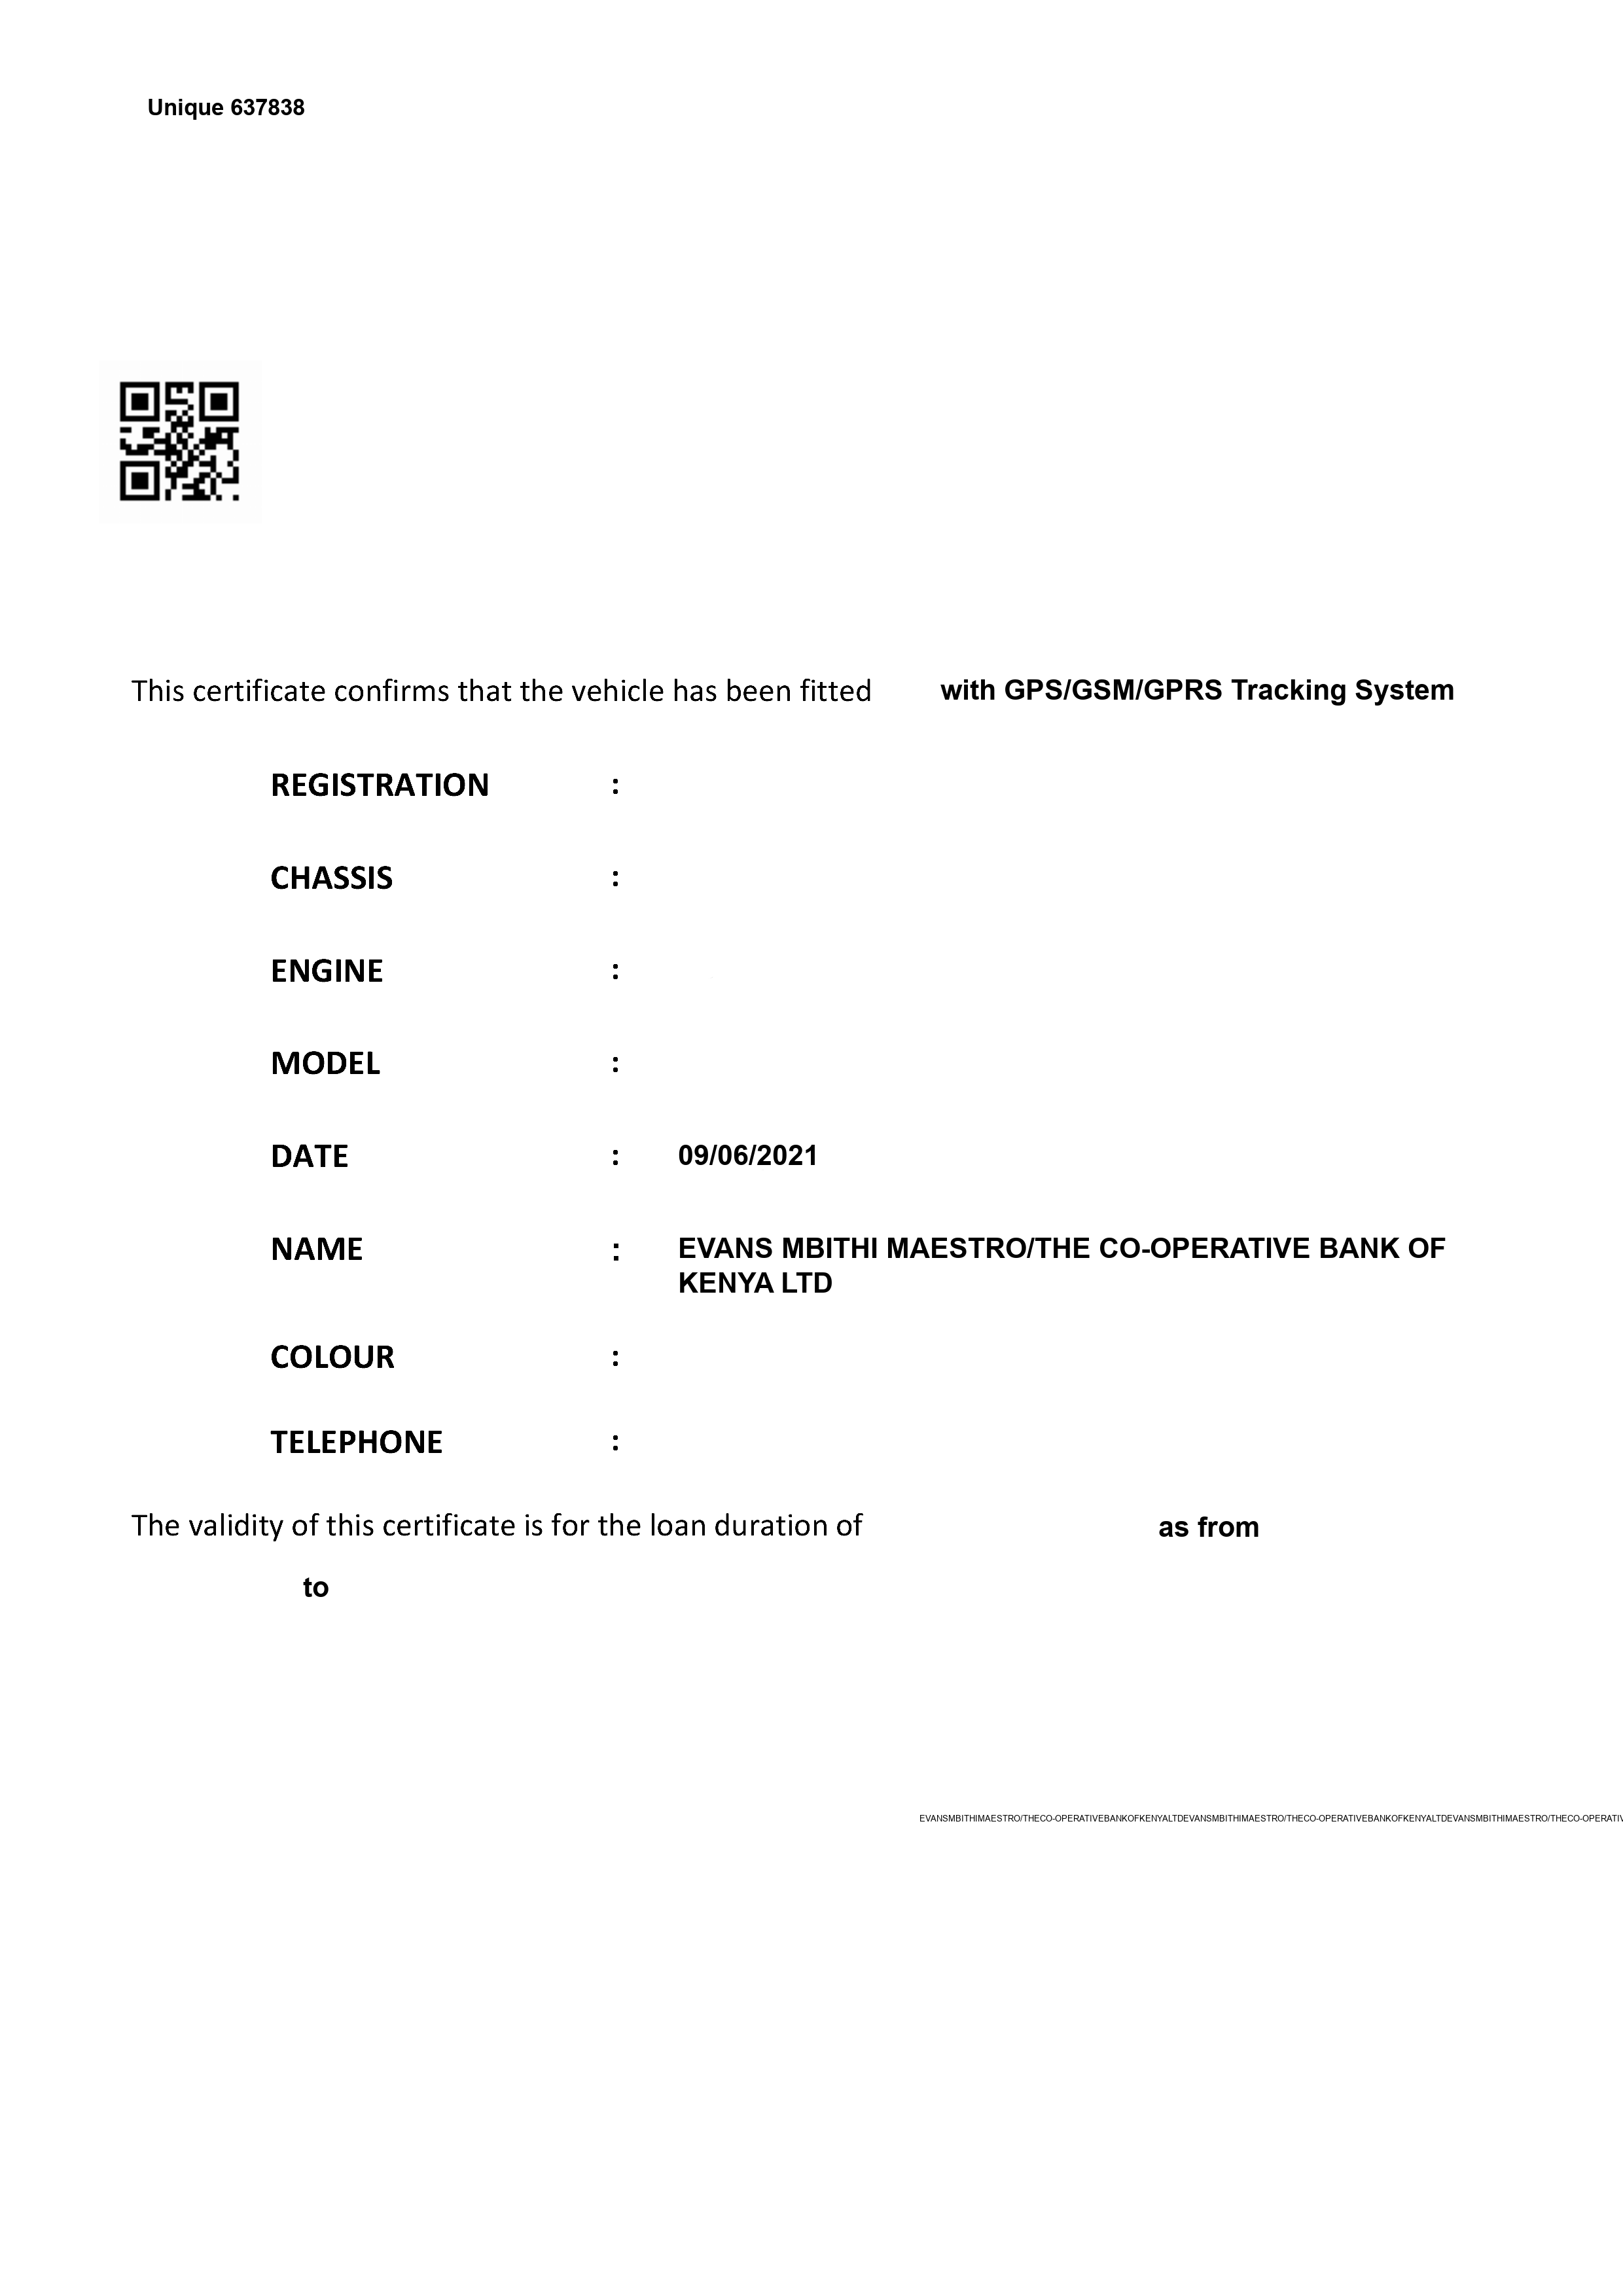 Unique 637838
This certificate confirms that the vehicle has been fitted with GPS/GSM/GPRS Tracking System
REGISTRATION :
CHASSIS :
ENGINE :
MODEL :
DATE : 09/06/2021
NAME : EVANS MBITHI MAESTRO/THE CO-OPERATIVE BANK OF
KENYA LTD
COLOUR :
TELEPHONE :
The validity of this certificate is for the loan duration of as from
to
EVANSMBITHIMAESTRO/THECO-OPERATIVEBANKOFKENYALTDEVANSMBITHIMAESTRO/THECO-OPERATIVEBANKOFKENYALTDEVANSMBITHIMAESTRO/THECO-OPERATIV